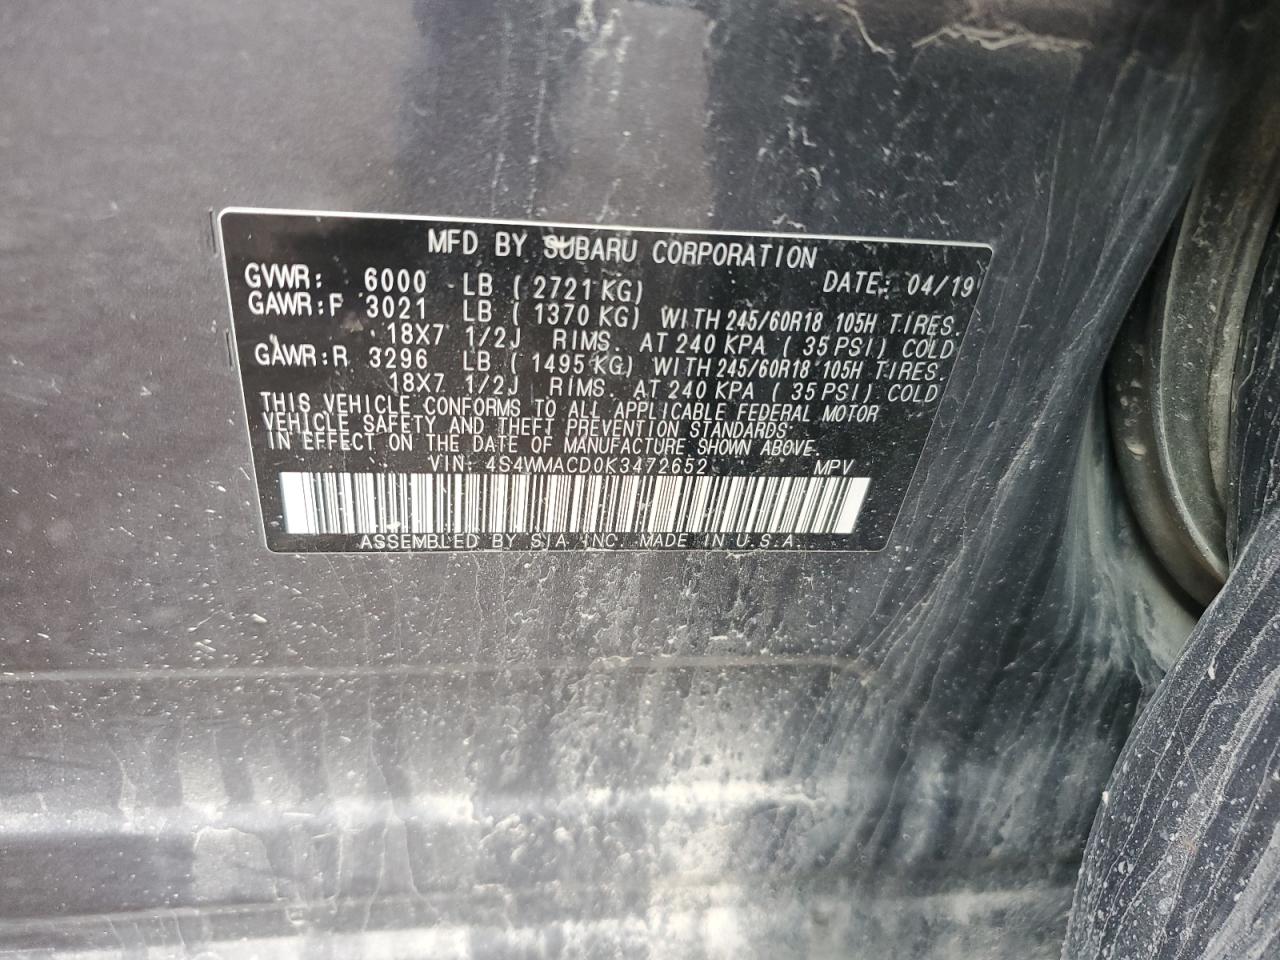 MFD BY SUBARU CORPORATION
GVWR: 6000 LB ( 2721 KG) DATE: 04/19
GAWR:F 3021 LB ( 1370 KG) WITH 245/60R18 105H TIRES.
18X7 1/2J RIMS. AT 240 KPA ( 35 PSI) COLD
GAWR:R 3296 LB ( 1495 KG) WITH 245/60R18 105H TIRES.
18X7 1/2J RIMS. AT 240 KPA ( 35 PSI) COLD
THIS VEHICLE CONFORMS TO ALL APPLICABLE FEDERAL MOTOR
VEHICLE SAFETY AND THEFT PREVENTION STANDARDS
IN EFFECT ON THE DATE OF MANUFACTURE SHOWN ABOVE.
VIN: 4S4WMACD0K3472652 MPV
ASSEMBLED BY SIA INC. MADE IN U.S.A.